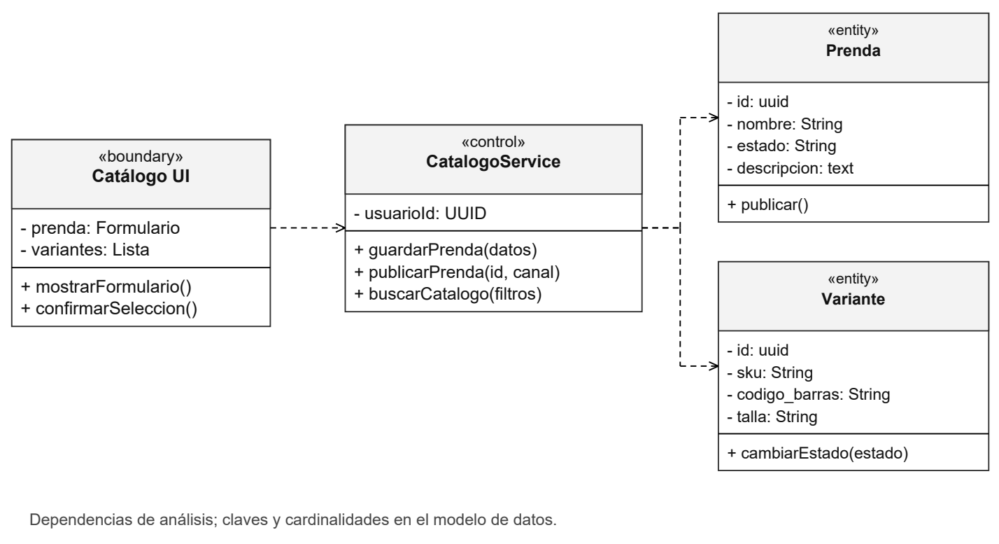 «boundary»
Catálogo UI
- prenda: Formulario
- variantes: Lista
+ mostrarFormulario()
+ confirmarSeleccion()
«control»
CatalogoService
- usuarioId: UUID
+ guardarPrenda(datos)
+ publicarPrenda(id, canal)
+ buscarCatalogo(filtros)
«entity»
Prenda
- id: uuid
- nombre: String
- estado: String
- descripcion: text
+ publicar()
«entity»
Variante
- id: uuid
- sku: String
- codigo_barras: String
- talla: String
+ cambiarEstado(estado)
Dependencias de análisis; claves y cardinalidades en el modelo de datos.